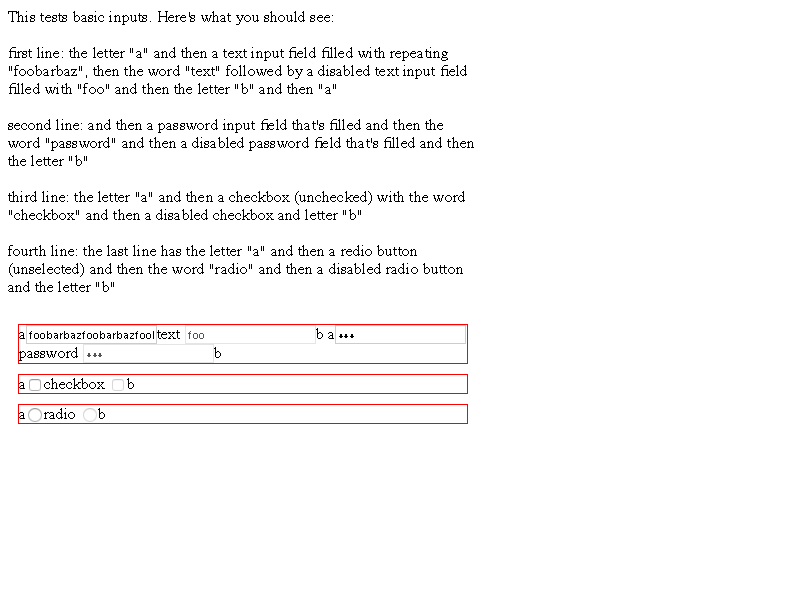 This tests basic inputs. Here's what you should see:
first line: the letter "a" and then a text input field filled with repeating
"foobarbaz", then the word "text" followed by a disabled text input field
filled with "foo" and then the letter "b" and then "a"
second line: and then a password input field that's filled and then the
word "password" and then a disabled password field that's filled and then
the letter "b"
third line: the letter "a" and then a checkbox (unchecked) with the word
"checkbox" and then a disabled checkbox and letter "b"
fourth line: the last line has the letter "a" and then a redio button
(unselected) and then the word "radio" and then a disabled radio button
and the letter "b"
a foobarbazfoobarbazfool text foo b a •••
password ••• b
a checkbox b
a radio b